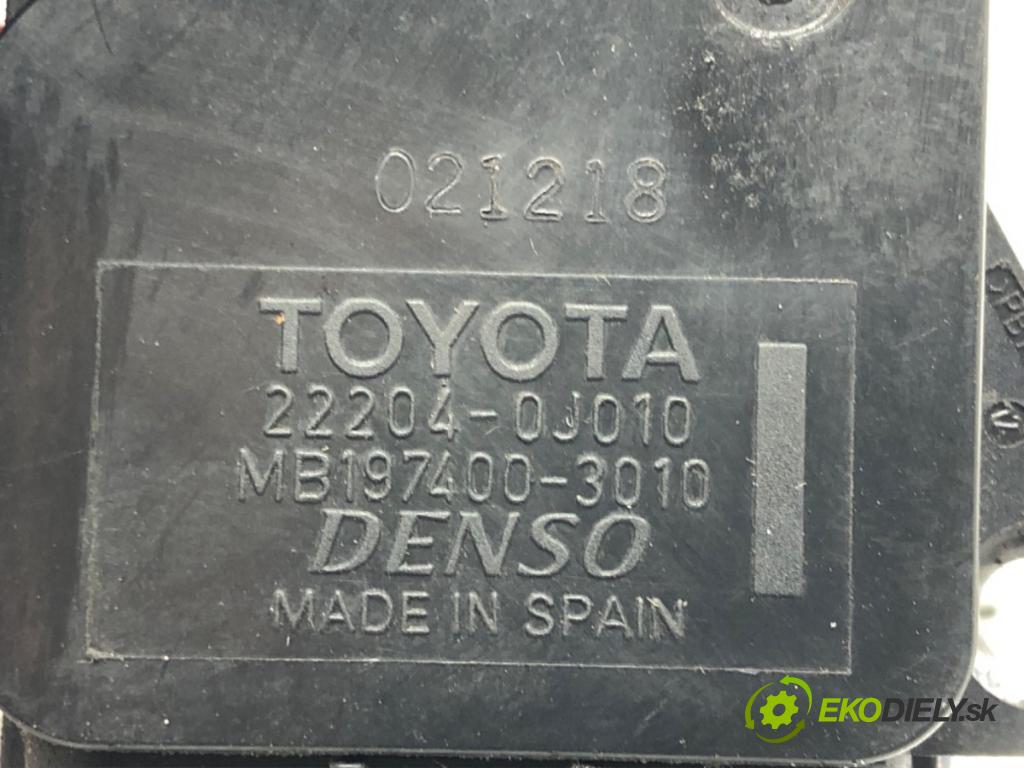 021218
TOYOTA
22204-0J010
MB197400-3010
DENSO
MADE IN SPAIN
EKODIELY.sk